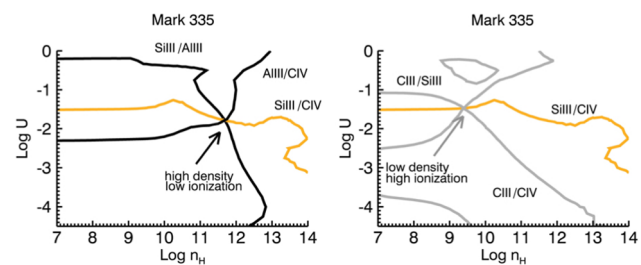 Mark 335
SiIII/AlIII
AlIII/CIV
SiIII/CIV
high density
low ionization
Log U
0
-1
-2
-3
-4
7 8 9 10 11 12 13 14
Log nH
Mark 335
CIII/SiIII
SiIII/CIV
low density
high ionization
CIII/CIV
Log U
0
-1
-2
-3
-4
7 8 9 10 11 12 13 14
Log nH